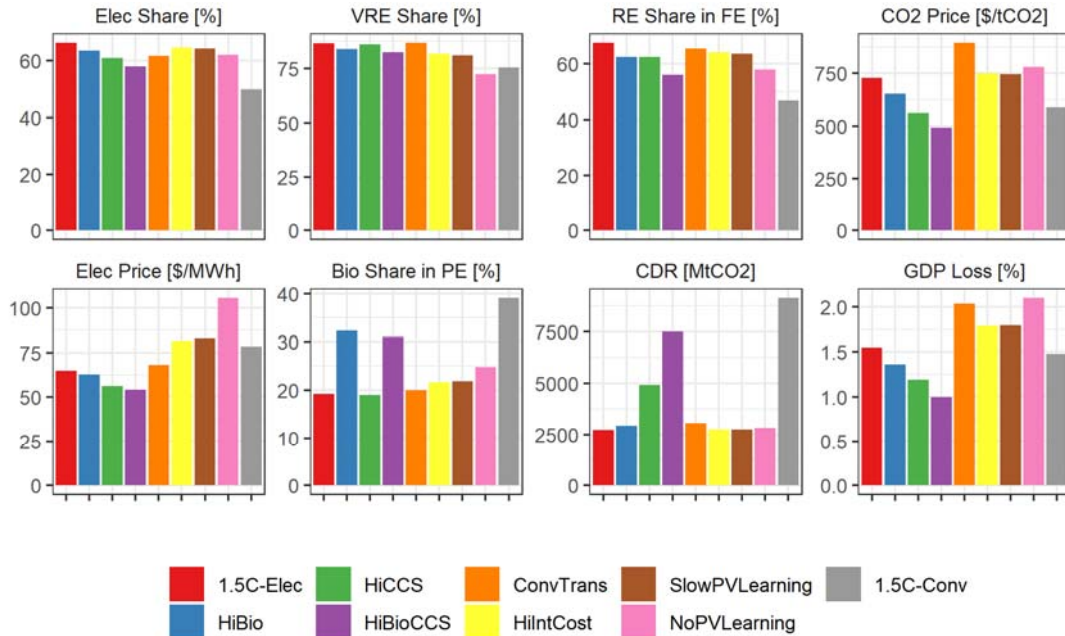 Elec Share [%]
VRE Share [%]
RE Share in FE [%]
CO2 Price [$/tCO2]
60
40
20
0
75
50
25
0
60
40
20
0
750
500
250
0
Elec Price [$/MWh]
Bio Share in PE [%]
CDR [MtCO2]
GDP Loss [%]
100
75
50
25
0
40
30
20
10
0
7500
5000
2500
0
2.0
1.5
1.0
0.5
0.0
1.5C-Elec
HiCCS
ConvTrans
SlowPVLearning
1.5C-Conv
HiBio
HiBioCCS
HiIntCost
NoPVLearning